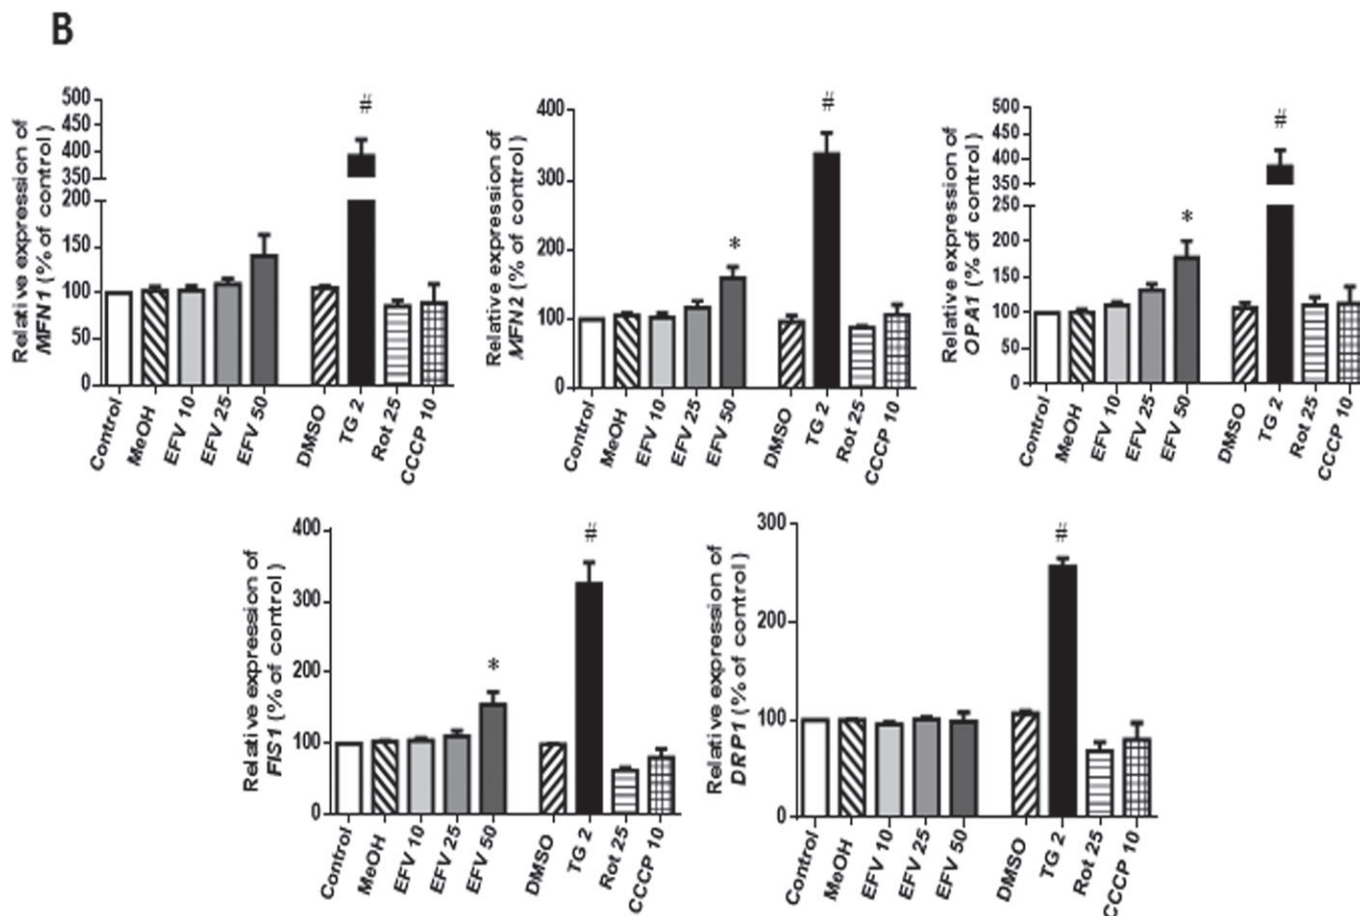 B
Relative expression of
MFN1 (% of control)
500
450
400
350
200
150
100
50
0
#
Control
MeOH
EFV 10
EFV 25
EFV 50
DMSO
TG 2
Rot 25
CCCP 10
Relative expression of
MFN2 (% of control)
400
300
200
100
0
*
#
Control
MeOH
EFV 10
EFV 25
EFV 50
DMSO
TG 2
Rot 25
CCCP 10
Relative expression of
OPA1 (% of control)
500
450
400
350
250
200
150
100
50
0
*
#
Control
MeOH
EFV 10
EFV 25
EFV 50
DMSO
TG 2
Rot 25
CCCP 10
Relative expression of
FIS1 (% of control)
400
300
200
100
0
*
#
Control
MeOH
EFV 10
EFV 25
EFV 50
DMSO
TG 2
Rot 25
CCCP 10
Relative expression of
DRP1 (% of control)
300
200
100
0
#
Control
MeOH
EFV 10
EFV 25
EFV 50
DMSO
TG 2
Rot 25
CCCP 10